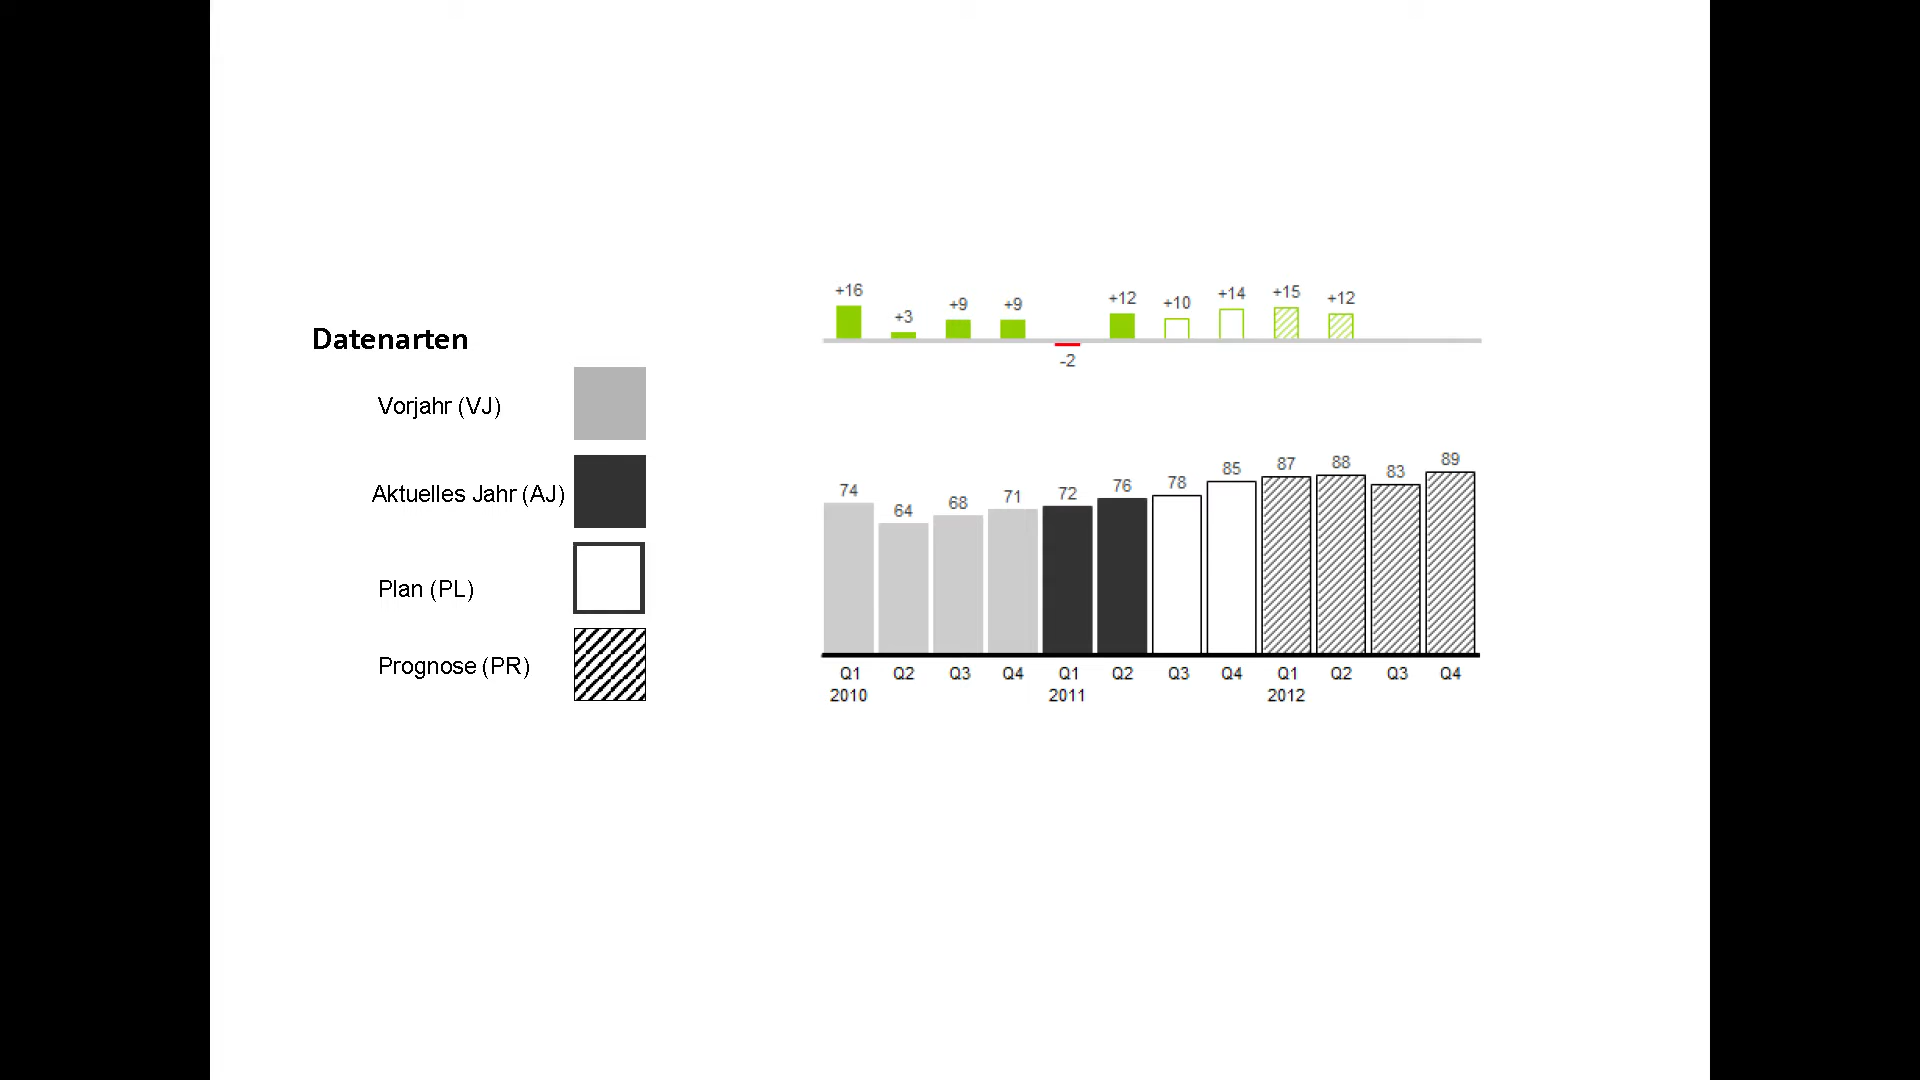 Datenarten
Vorjahr (VJ)
Aktuelles Jahr (AJ)
Plan (PL)
Prognose (PR)
+16 +3 +9 +9 -2 +12 +10 +14 +15 +12
74 64 68 71 72 76 78 85 87 88 83 89
Q1 Q2 Q3 Q4 Q1 Q2 Q3 Q4 Q1 Q2 Q3 Q4
2010 2011 2012